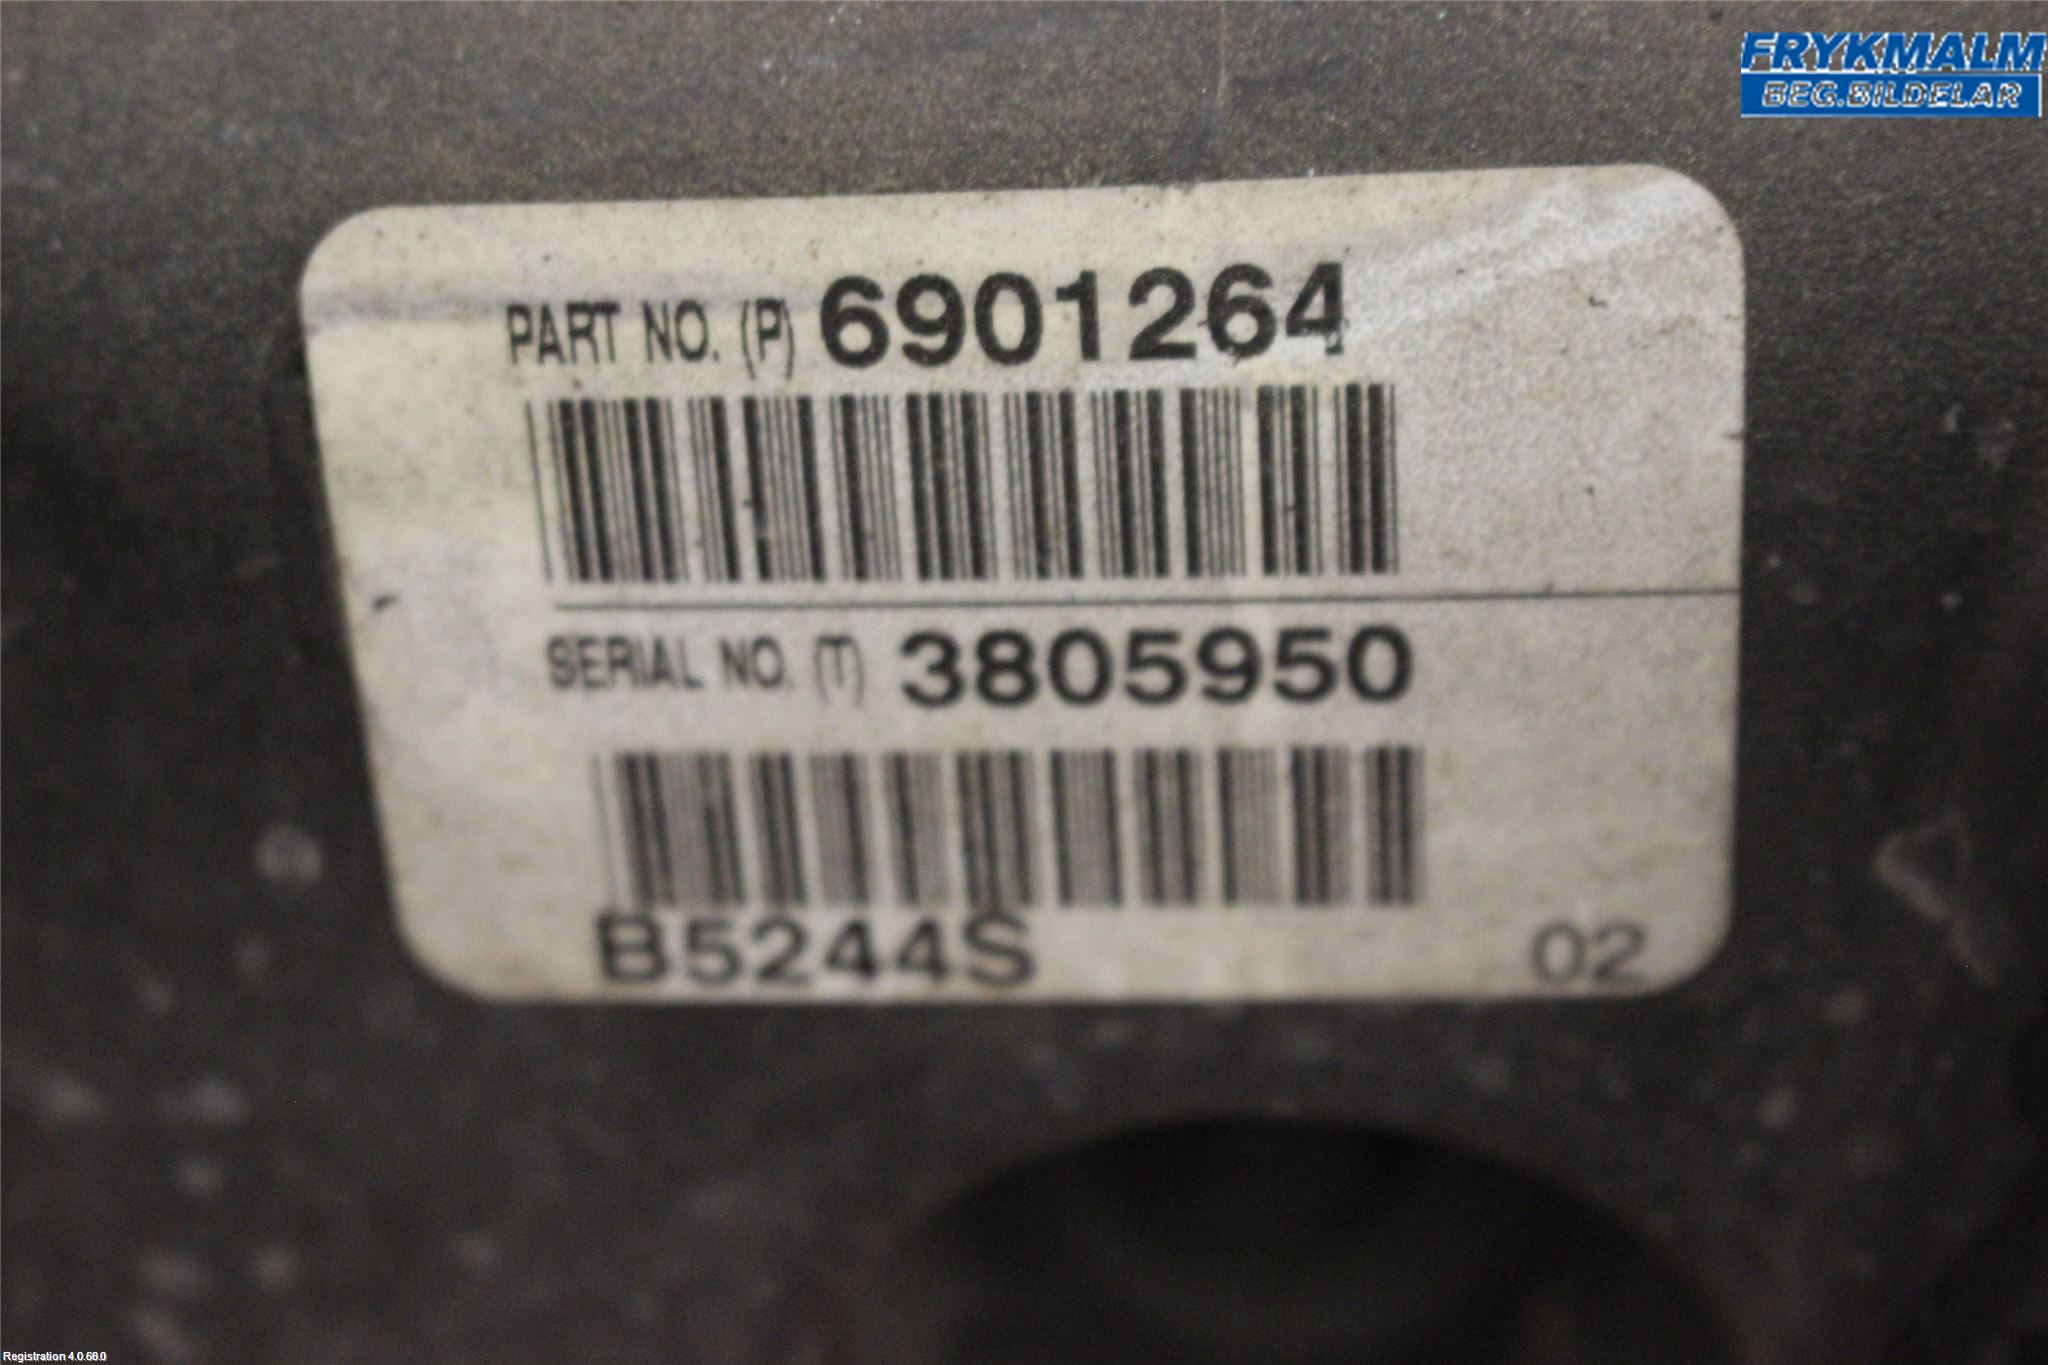 FRYKMALM
BEG.BILDELAR
PART NO. (P) 6901264
SERIAL NO. (T) 3805950
B5244S 02
Registration 4.0.68.0